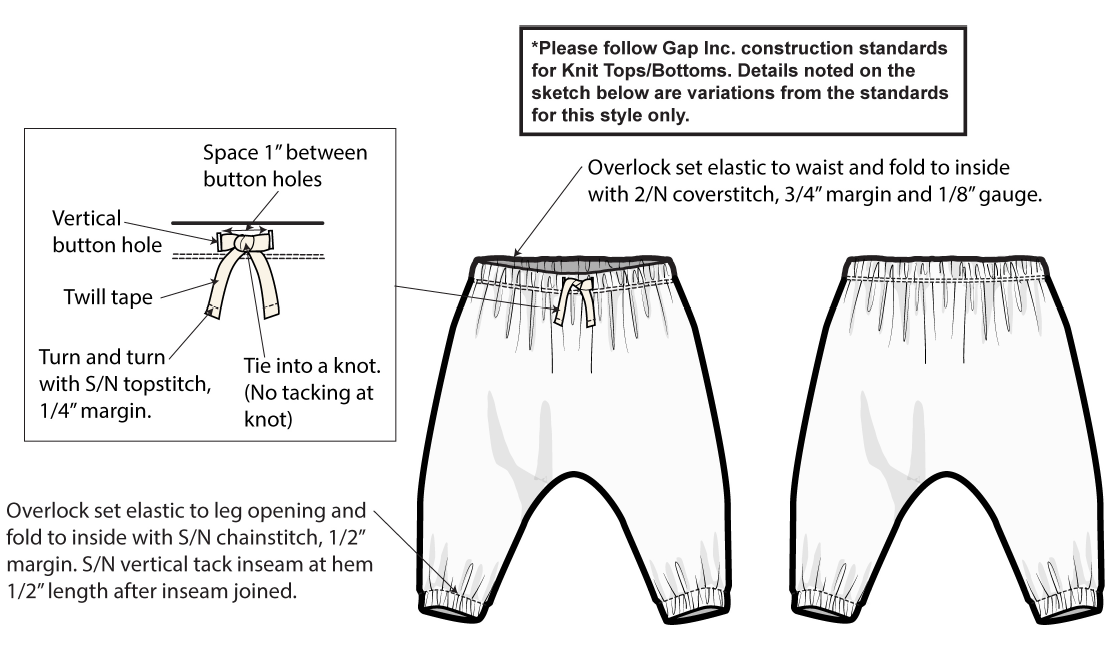 *Please follow Gap Inc. construction standards
for Knit Tops/Bottoms. Details noted on the
sketch below are variations from the standards
for this style only.
Space 1” between
button holes
Vertical
button hole
Twill tape
Turn and turn
with S/N topstitch,
1/4” margin.
Tie into a knot.
(No tacking at
knot)
Overlock set elastic to waist and fold to inside
with 2/N coverstitch, 3/4” margin and 1/8” gauge.
Overlock set elastic to leg opening and
fold to inside with S/N chainstitch, 1/2”
margin. S/N vertical tack inseam at hem
1/2” length after inseam joined.